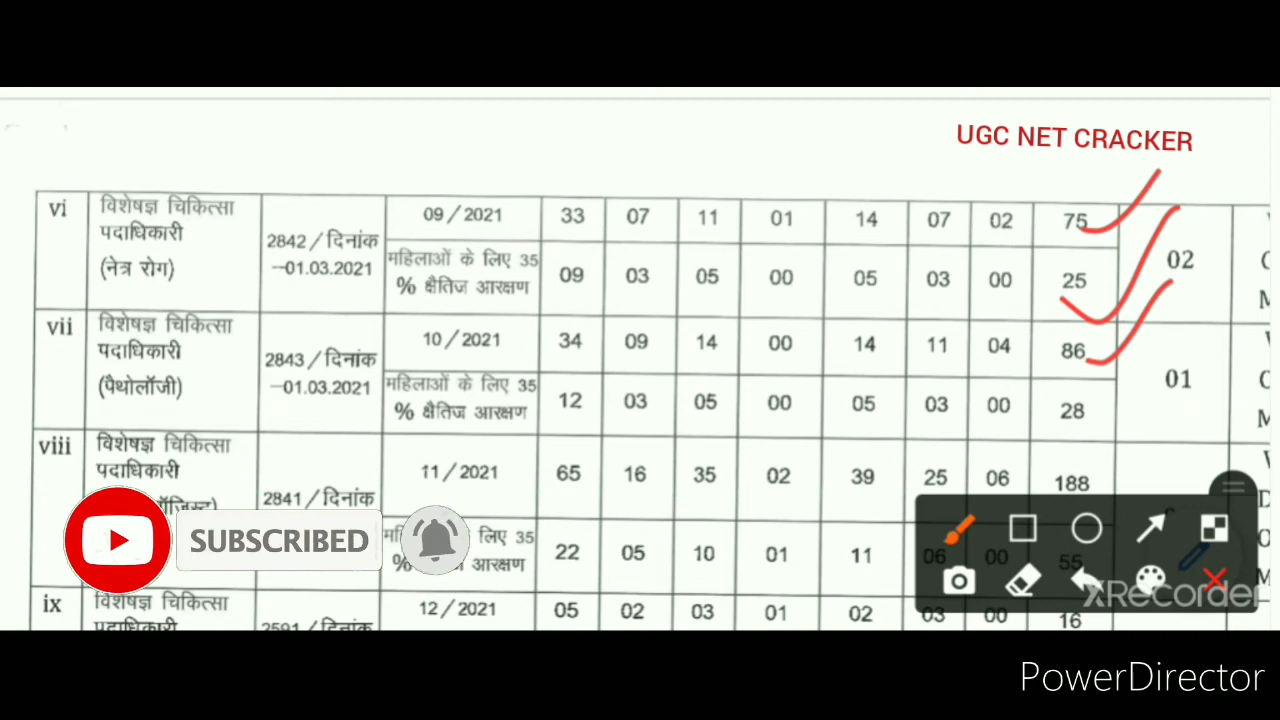 UGC NET CRACKER
vi विशेषज्ञ चिकित्सा पदाधिकारी (नेत्र रोग) 2842/दिनांक –01.03.2021 09/2021 33 07 11 01 14 07 02 75 02
महिलाओं के लिए 35 % क्षैतिज आरक्षण 09 03 05 00 05 03 00 25
vii विशेषज्ञ चिकित्सा पदाधिकारी (पैथोलॉजी) 2843/दिनांक –01.03.2021 10/2021 34 09 14 00 14 11 04 86 01
महिलाओं के लिए 35 % क्षैतिज आरक्षण 12 03 05 00 05 03 00 28
viii विशेषज्ञ चिकित्सा पदाधिकारी 2841/दिनांक 11/2021 65 16 35 02 39 25 06 188
के लिए 35 % आरक्षण 22 05 10 01 11 06 00 55
ix विशेषज्ञ चिकित्सा पदाधिकारी 2591/दिनांक 12/2021 05 02 03 01 02 03 00 16
SUBSCRIBED
XRecorder
PowerDirector